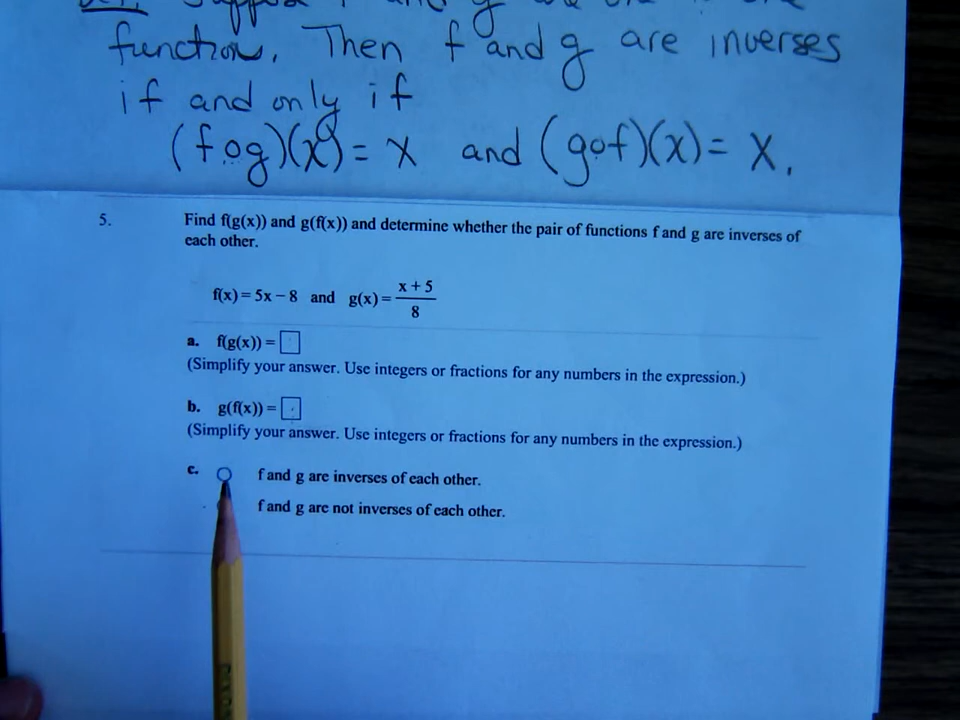 function. Then f and g are inverses
if and only if
(f∘g)(x) = x and (g∘f)(x) = x.
5. Find f(g(x)) and g(f(x)) and determine whether the pair of functions f and g are inverses of
each other.
f(x) = 5x − 8 and g(x) = (x + 5)/8
a. f(g(x)) =
(Simplify your answer. Use integers or fractions for any numbers in the expression.)
b. g(f(x)) =
(Simplify your answer. Use integers or fractions for any numbers in the expression.)
c. f and g are inverses of each other.
f and g are not inverses of each other.